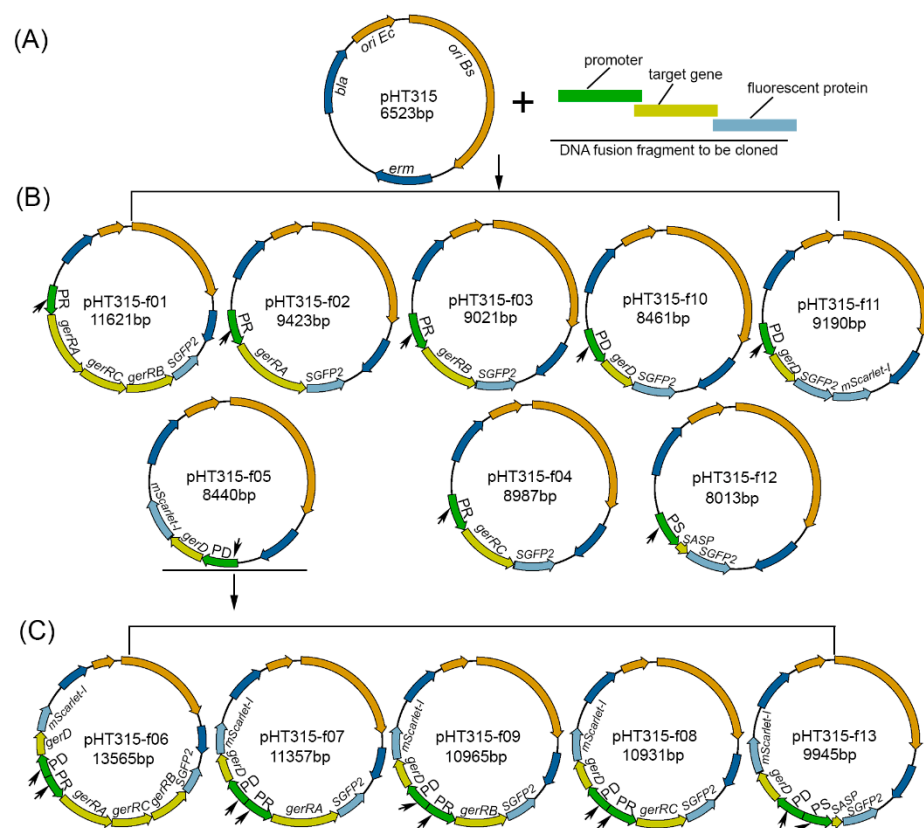 (A)
ori Ec
ori Bs
bla
pHT315
6523bp
erm
+
promoter
target gene
fluorescent protein
DNA fusion fragment to be cloned
(B)
pHT315-f01
11621bp
PR
gerRA
gerRC
gerRB
SGFP2
pHT315-f02
9423bp
PR
gerRA
SGFP2
pHT315-f03
9021bp
PR
gerRB
SGFP2
pHT315-f10
8461bp
PD
gerD
SGFP2
pHT315-f11
9190bp
PD
gerD
SGFP2
mScarlet-I
pHT315-f05
8440bp
mScarlet-I
gerD
PD
pHT315-f04
8987bp
PR
gerRC
SGFP2
pHT315-f12
8013bp
PS
SASP
SGFP2
(C)
pHT315-f06
13565bp
mScarlet-I
gerD
PD
PR
gerRA
gerRC
gerRB
SGFP2
pHT315-f07
11357bp
mScarlet-I
gerD
PD
PR
gerRA
SGFP2
pHT315-f09
10965bp
mScarlet-I
gerD
PD
PR
gerRB
SGFP2
pHT315-f08
10931bp
mScarlet-I
gerD
PD
PR
gerRC
SGFP2
pHT315-f13
9945bp
mScarlet-I
gerD
PD
PS
SASP
SGFP2